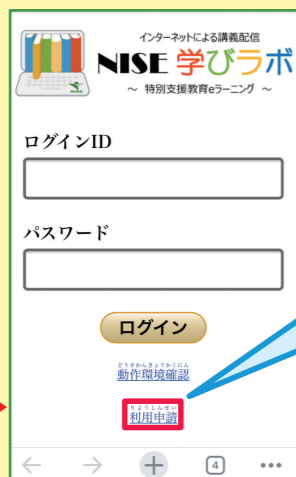 インターネットによる講義配信
NISE 学びラボ
～ 特別支援教育eラーニング ～
NISE
ログインID
パスワード
ログイン
どうさかんきょうかくにん
動作環境確認
りようしんせい
利用申請
4